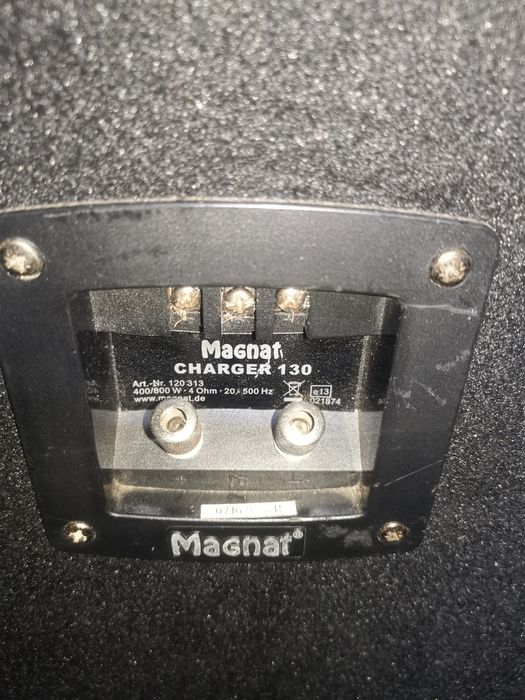 Magnat
CHARGER 130
Art.-Nr. 120 313
400/800 W · 4 Ohm · 20 - 500 Hz
www.magnat.de
e13
021874
Magnat®